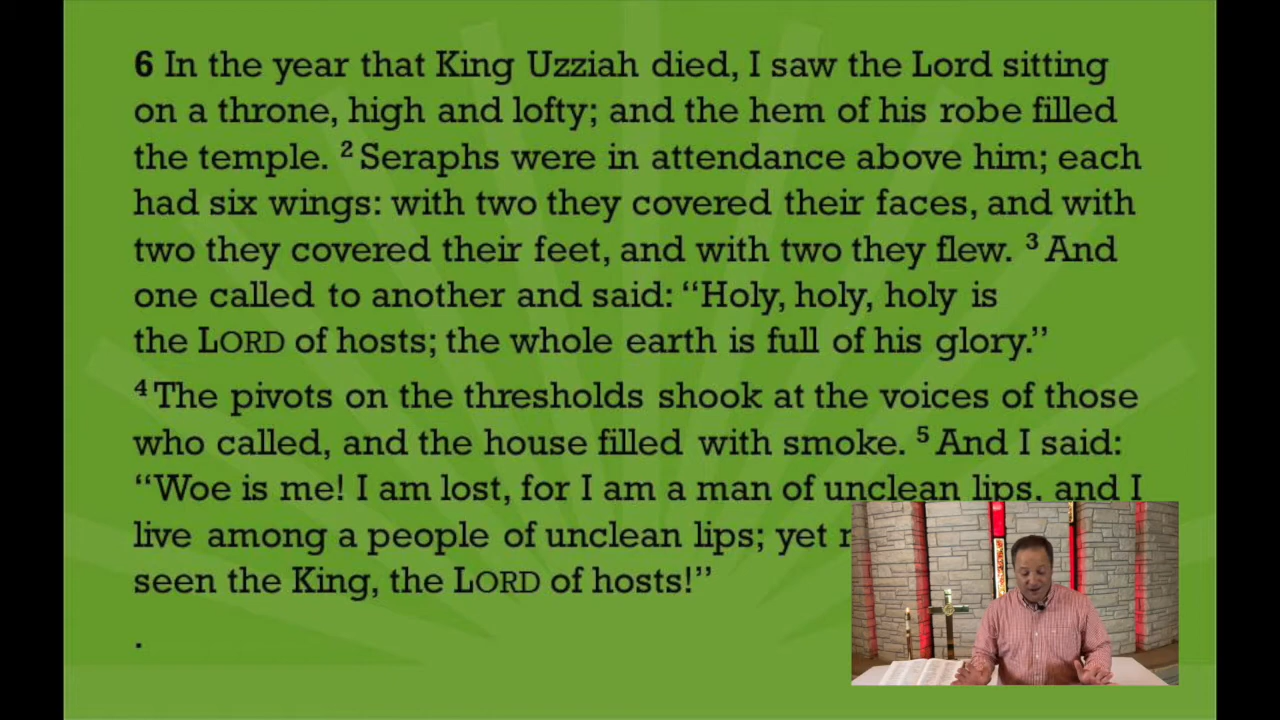 6 In the year that King Uzziah died, I saw the Lord sitting
on a throne, high and lofty; and the hem of his robe filled
the temple. 2 Seraphs were in attendance above him; each
had six wings: with two they covered their faces, and with
two they covered their feet, and with two they flew. 3 And
one called to another and said: “Holy, holy, holy is
the LORD of hosts; the whole earth is full of his glory.”
4 The pivots on the thresholds shook at the voices of those
who called, and the house filled with smoke. 5 And I said:
“Woe is me! I am lost, for I am a man of unclean lips, and I
live among a people of unclean lips; yet
seen the King, the LORD of hosts!”
.